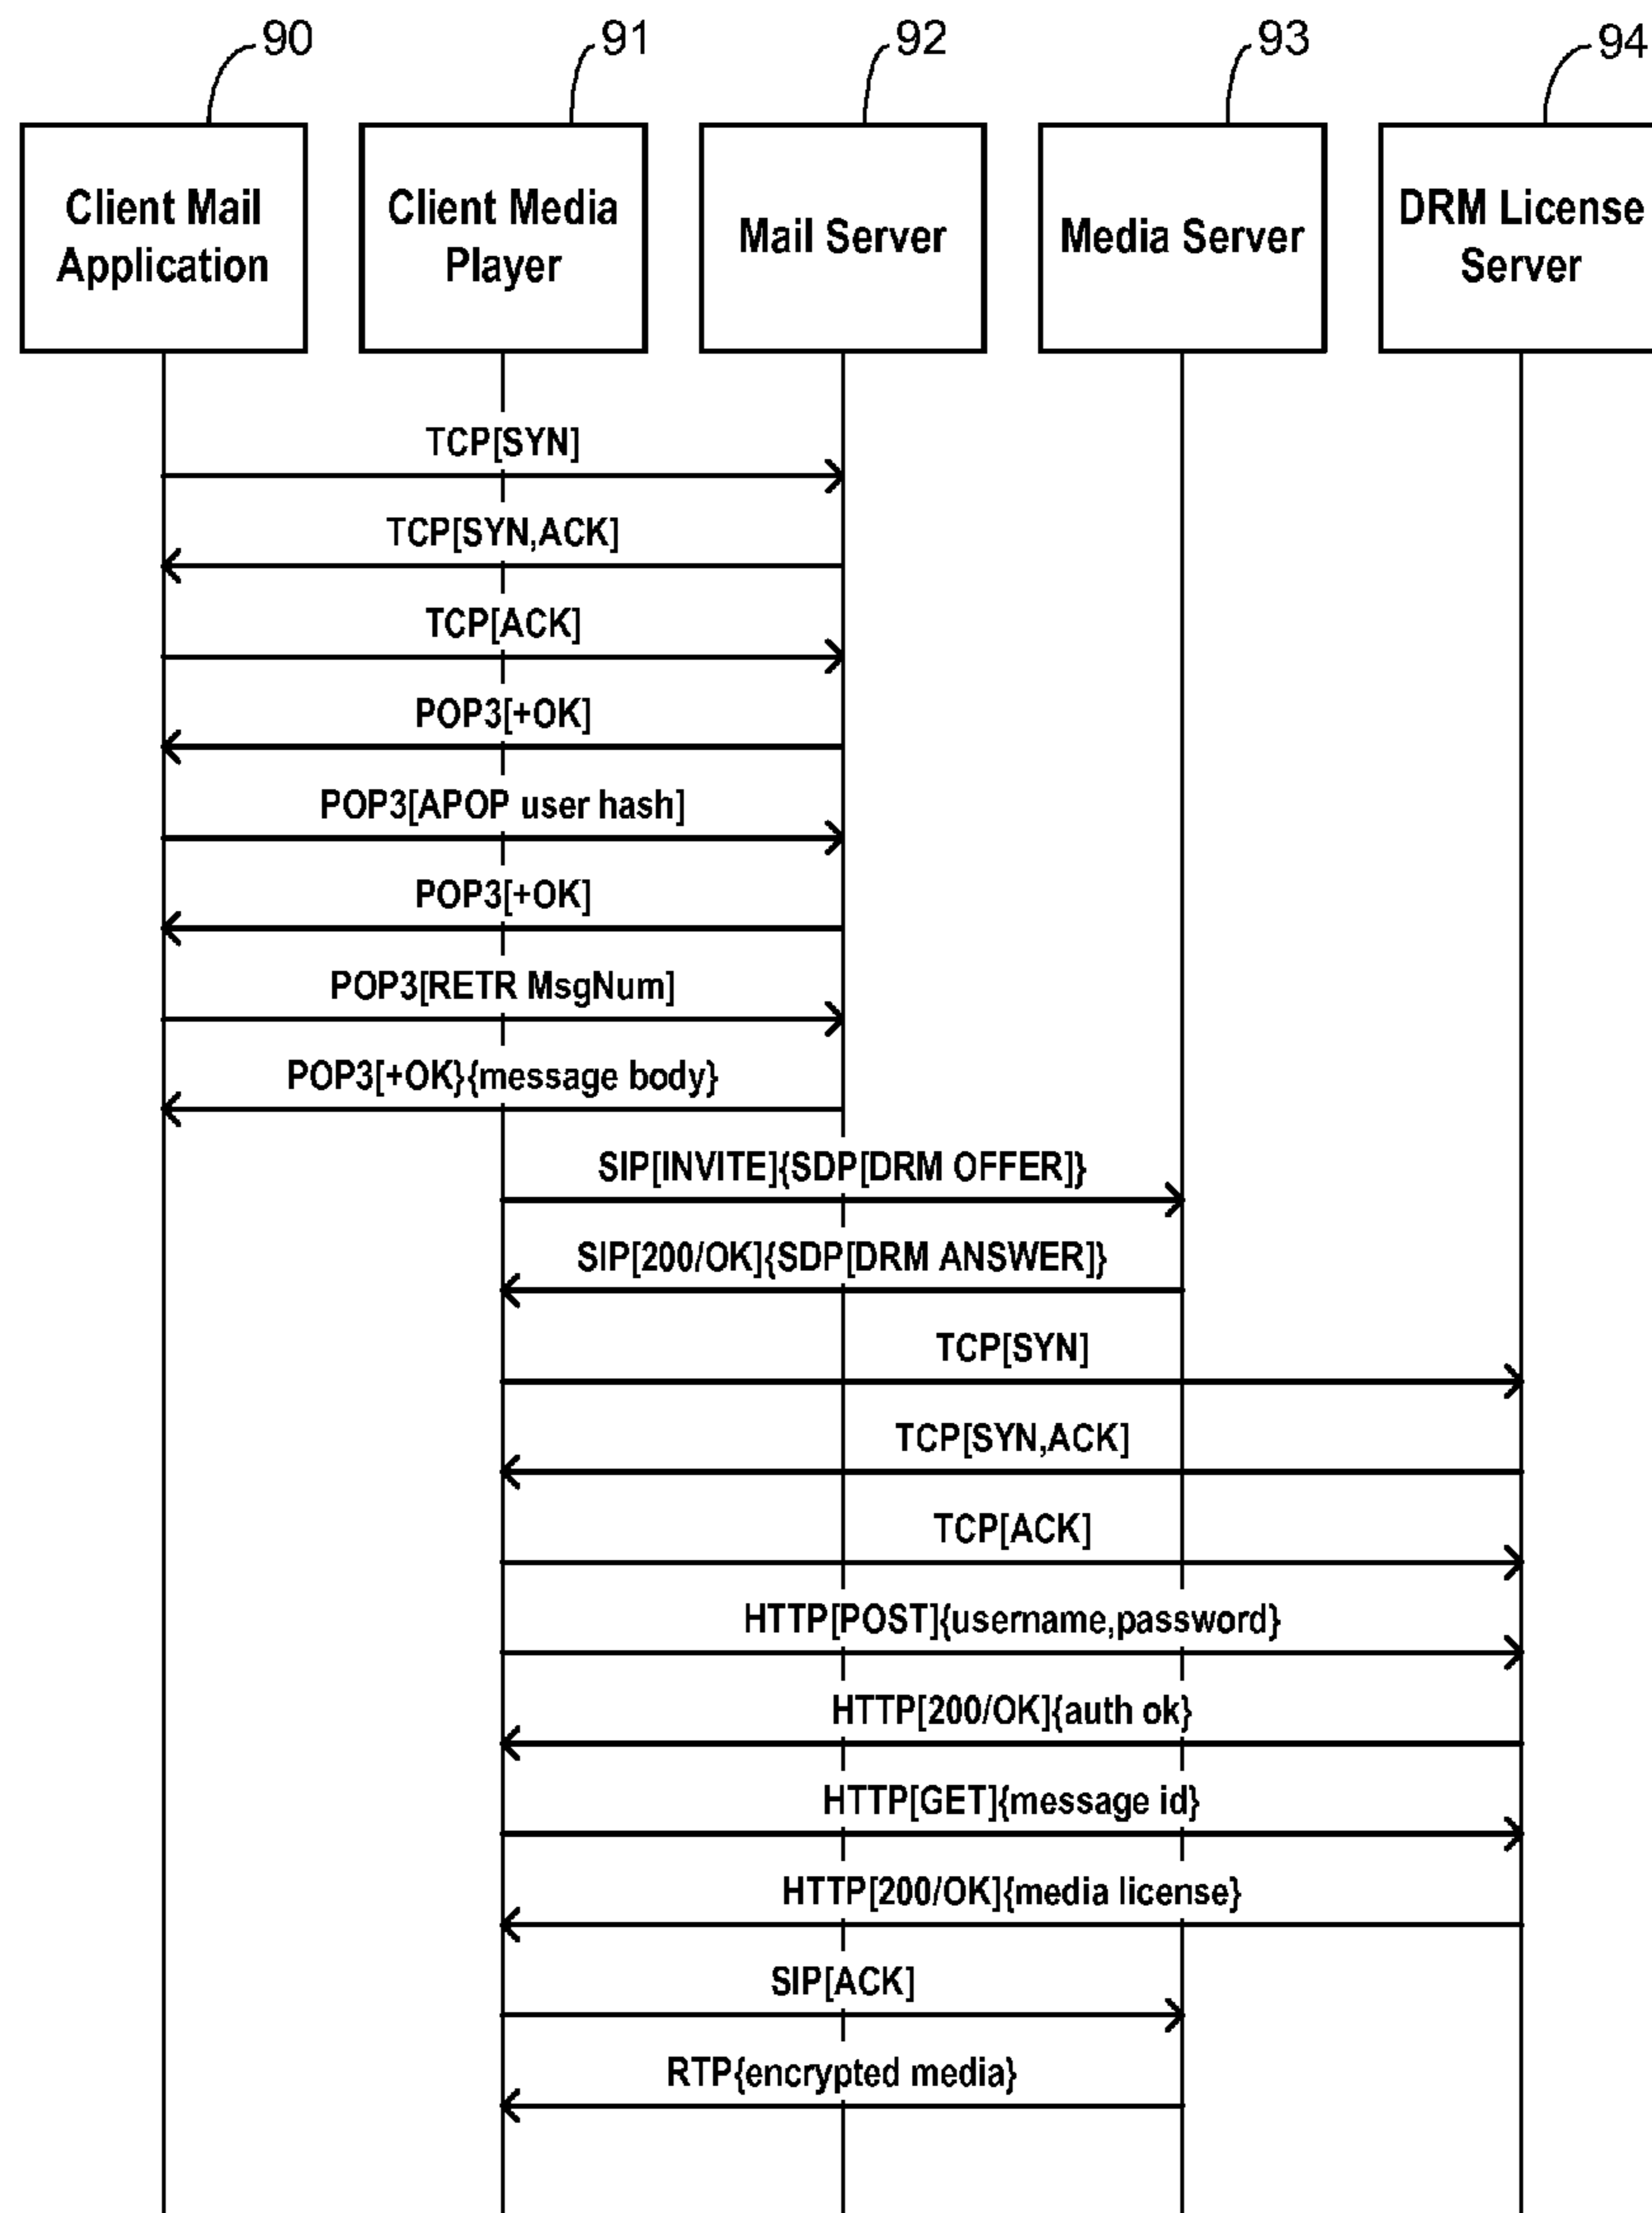 90
91
92
93
94
Client Mail
Application
Client Media
Player
Mail Server
Media Server
DRM License
Server
TCP[SYN]
TCP[SYN,ACK]
TCP[ACK]
POP3[+OK]
POP3[APOP user hash]
POP3[+OK]
POP3[RETR MsgNum]
POP3[+OK}{message body}
SIP[INVITE]{SDP[DRM OFFER]}
SIP[200/OK]{SDP[DRM ANSWER]}
TCP[SYN]
TCP[SYN,ACK]
TCP[ACK]
HTTP[POST]{username,password}
HTTP[200/OK]{auth ok}
HTTP[GET]{message id}
HTTP[200/OK]{media license}
SIP[ACK]
RTP{encrypted media}